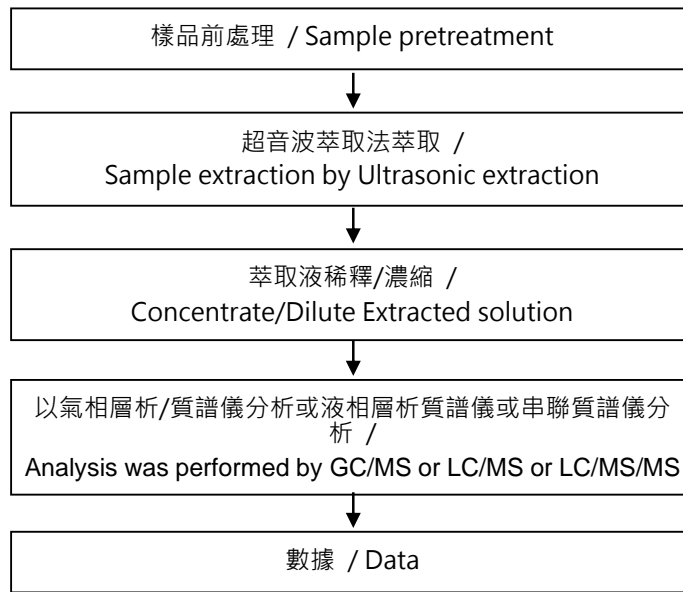 樣品前處理 / Sample pretreatment
超音波萃取法萃取 /
Sample extraction by Ultrasonic extraction
萃取液稀釋/濃縮 /
Concentrate/Dilute Extracted solution
以氣相層析/質譜儀分析或液相層析質譜儀或串聯質譜儀分
析 /
Analysis was performed by GC/MS or LC/MS or LC/MS/MS
數據 / Data